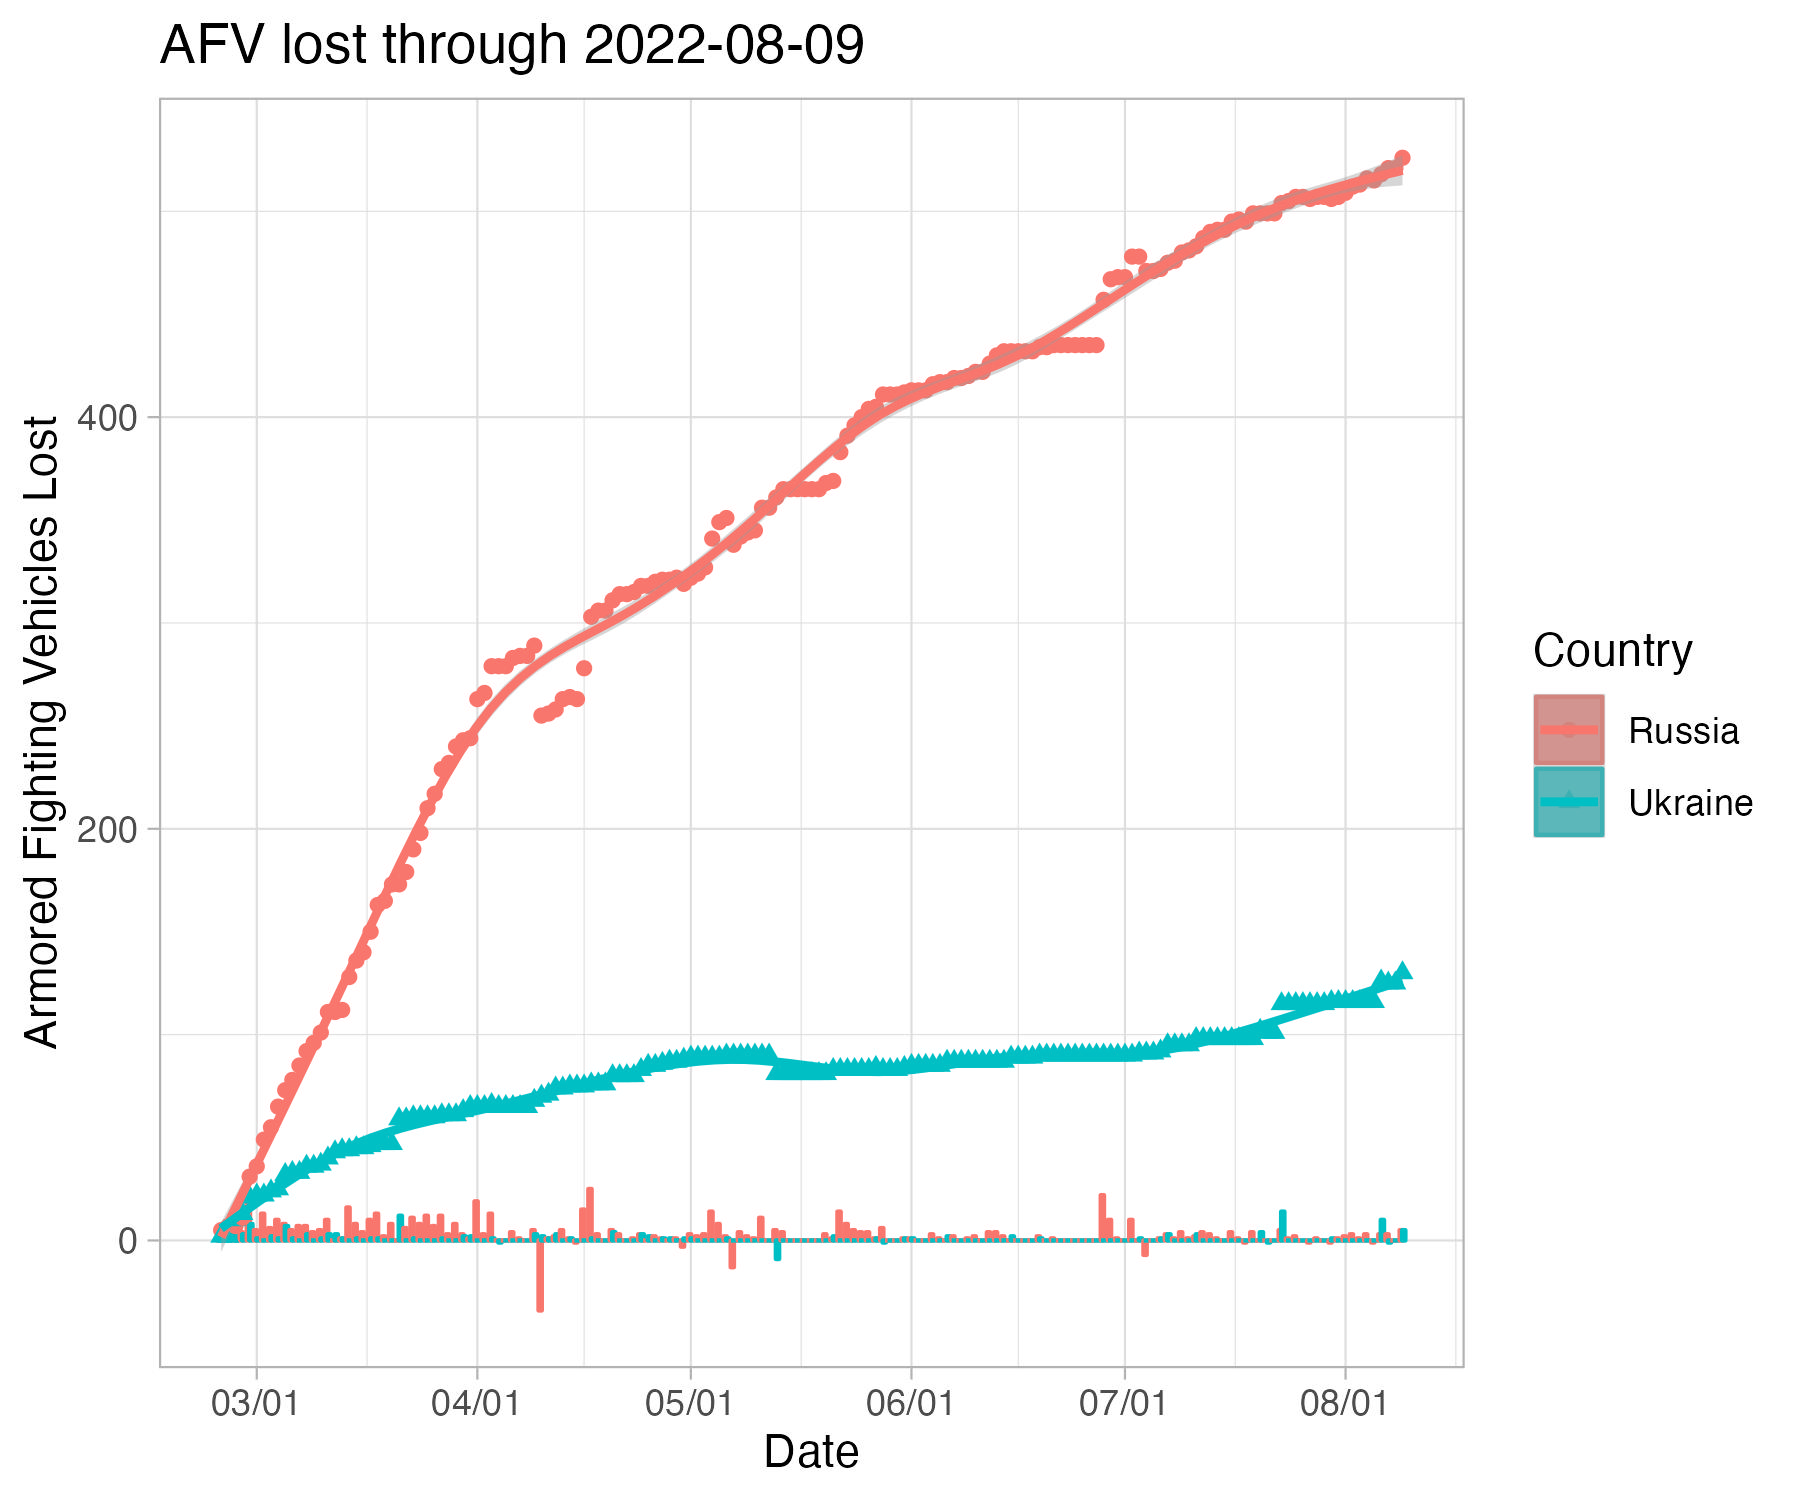 AFV lost through 2022-08-09
Armored Fighting Vehicles Lost
400
200
0
03/01 04/01 05/01 06/01 07/01 08/01
Date
Country
Russia
Ukraine